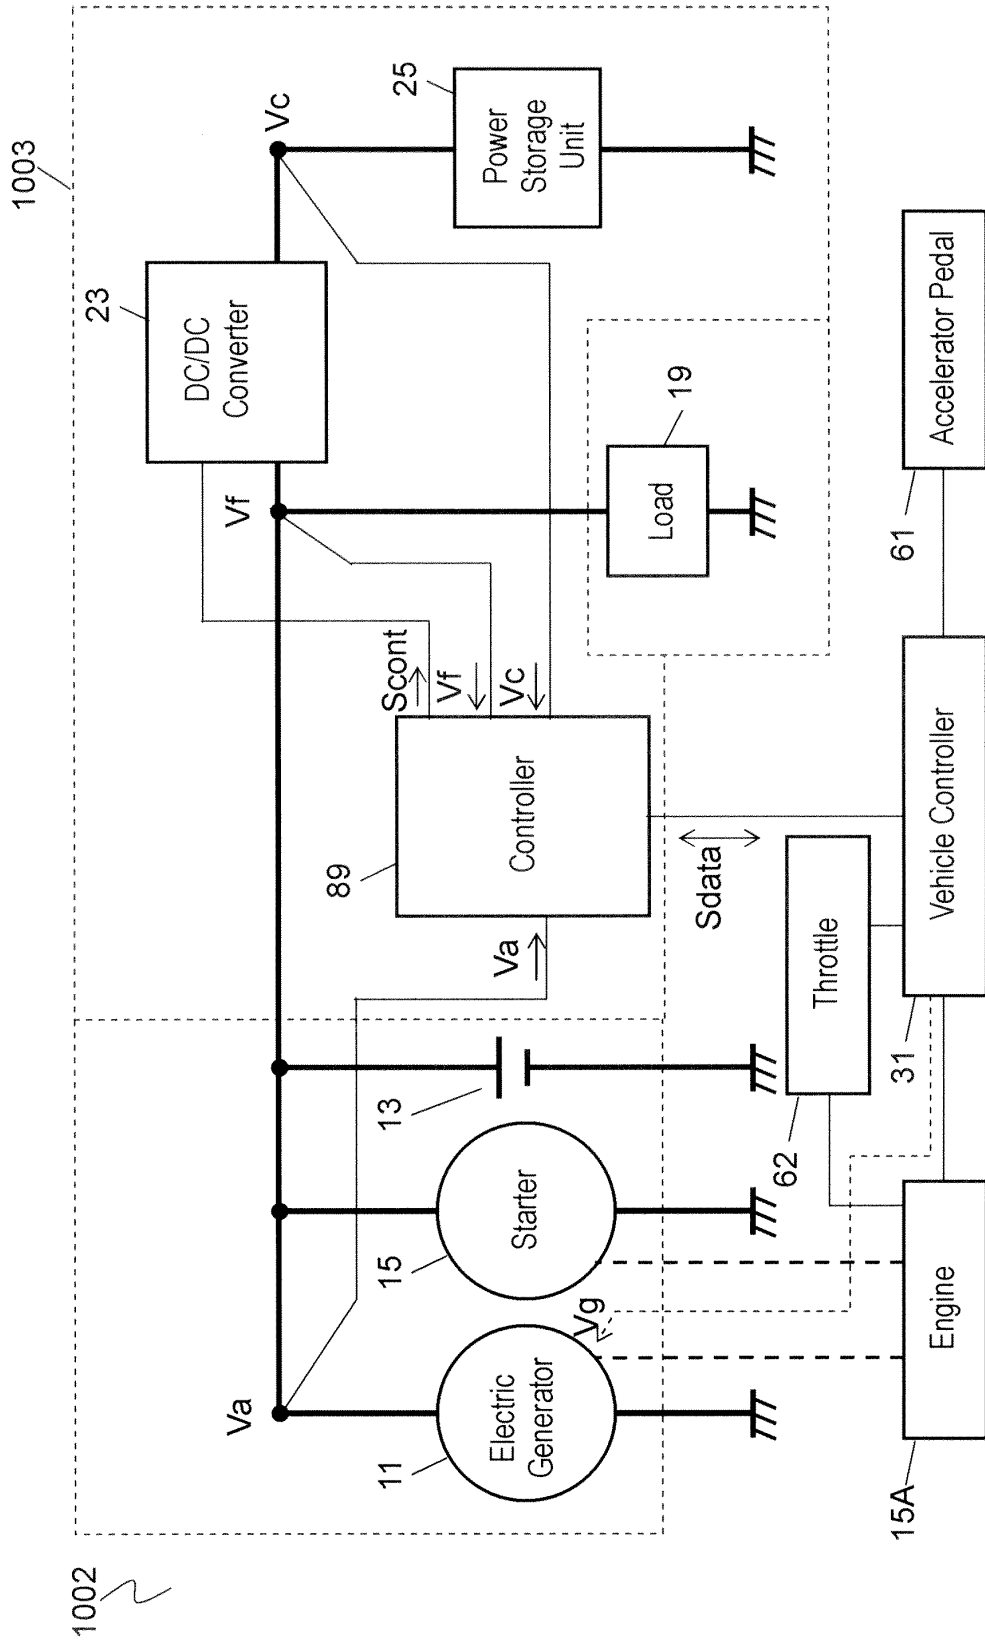 1002
1003
Va
Vf
23
DC/DC
Converter
Vc
25
Power
Storage
Unit
11
Electric
Generator
Vg
15
Starter
13
Va
89
Controller
Scont
Vf
Vc
Load
19
Sdata
62
Throttle
15A
Engine
31
Vehicle Controller
61
Accelerator Pedal